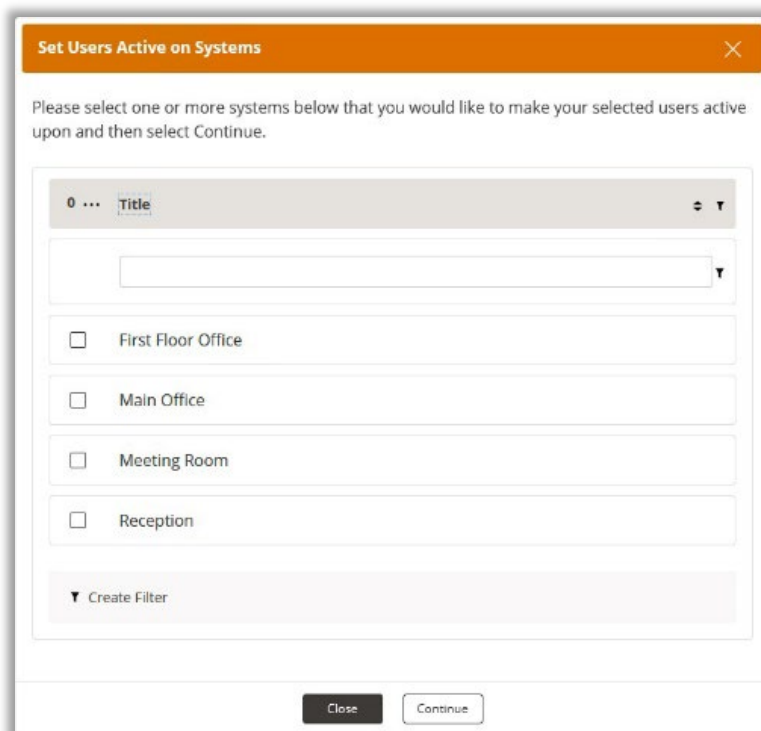 Set Users Active on Systems
Please select one or more systems below that you would like to make your selected users active
upon and then select Continue.
0 ... Title
First Floor Office
Main Office
Meeting Room
Reception
Create Filter
Close Continue